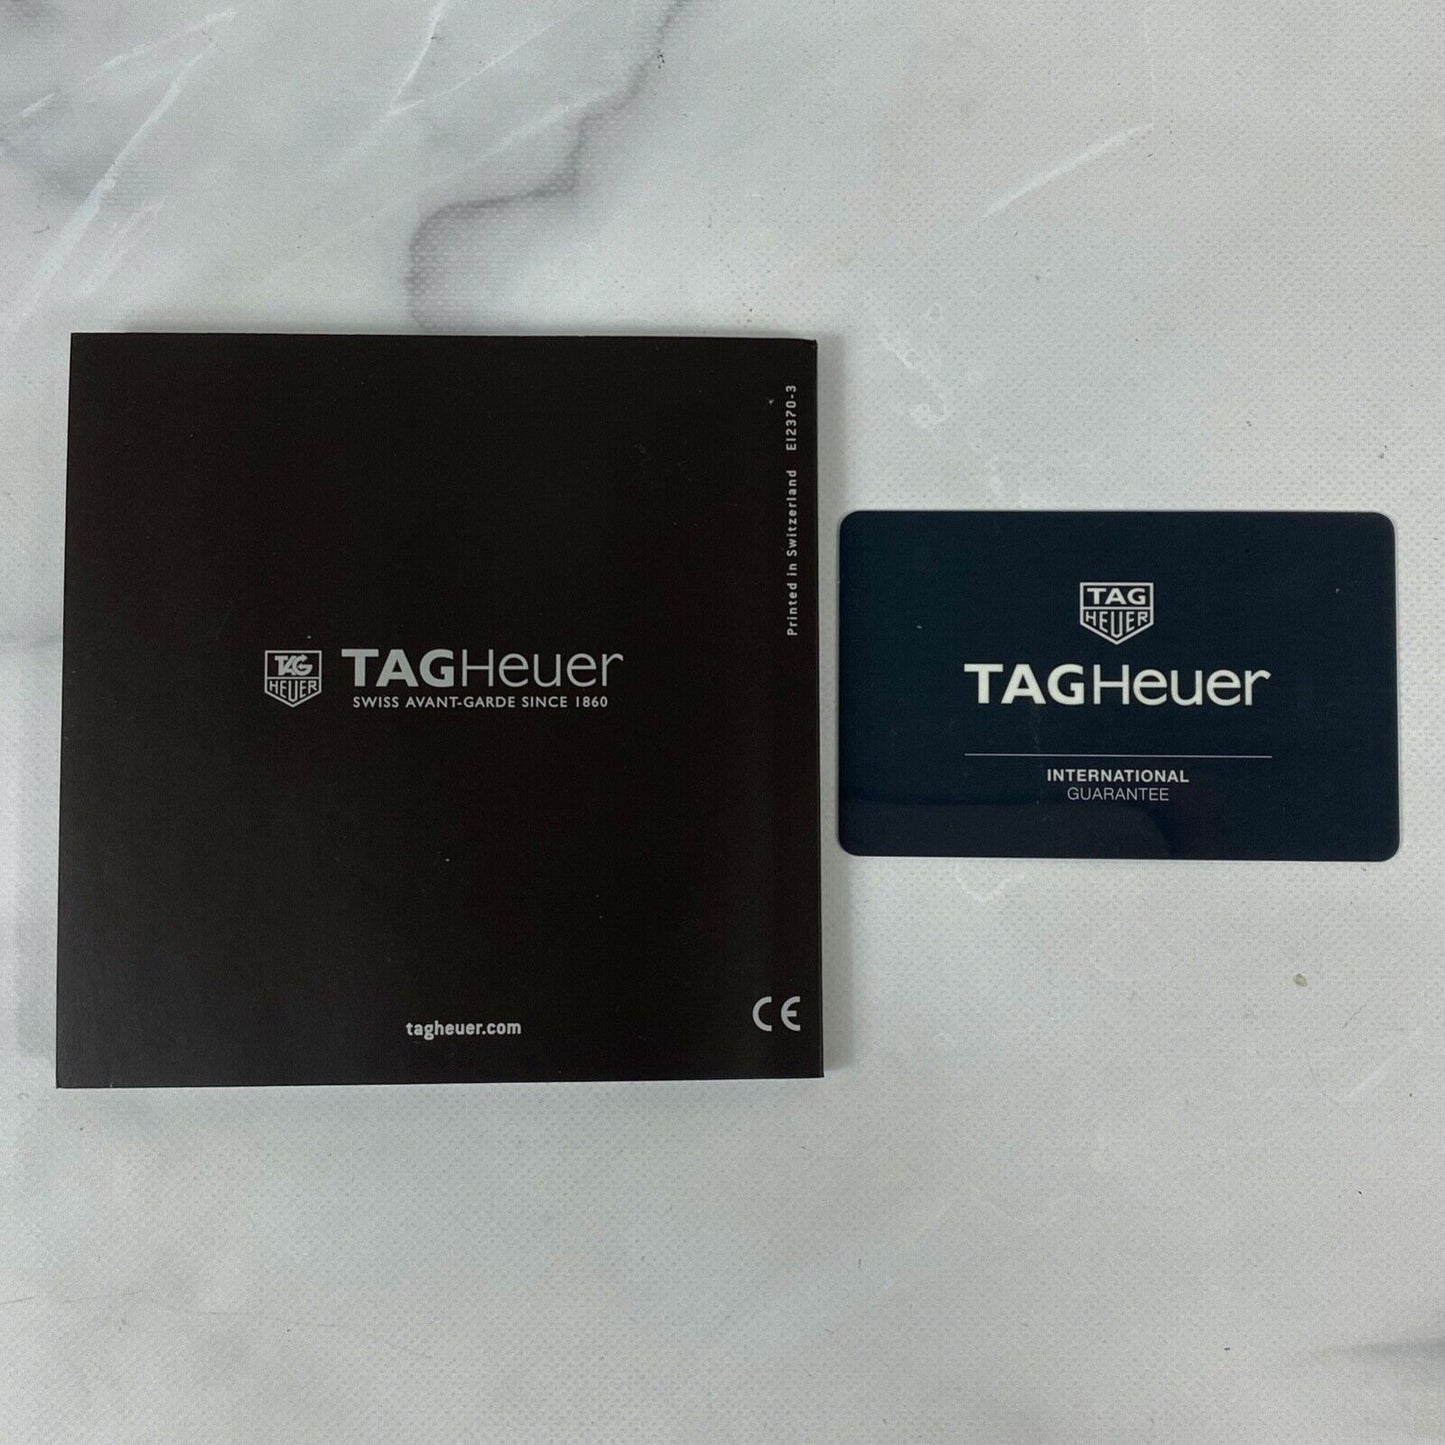 Printed in Switzerland EI2370-3
TAG
HEUER
TAGHeuer
SWISS AVANT-GARDE SINCE 1860
tagheuer.com
CE
TAG
HEUER
TAGHeuer
INTERNATIONAL
GUARANTEE